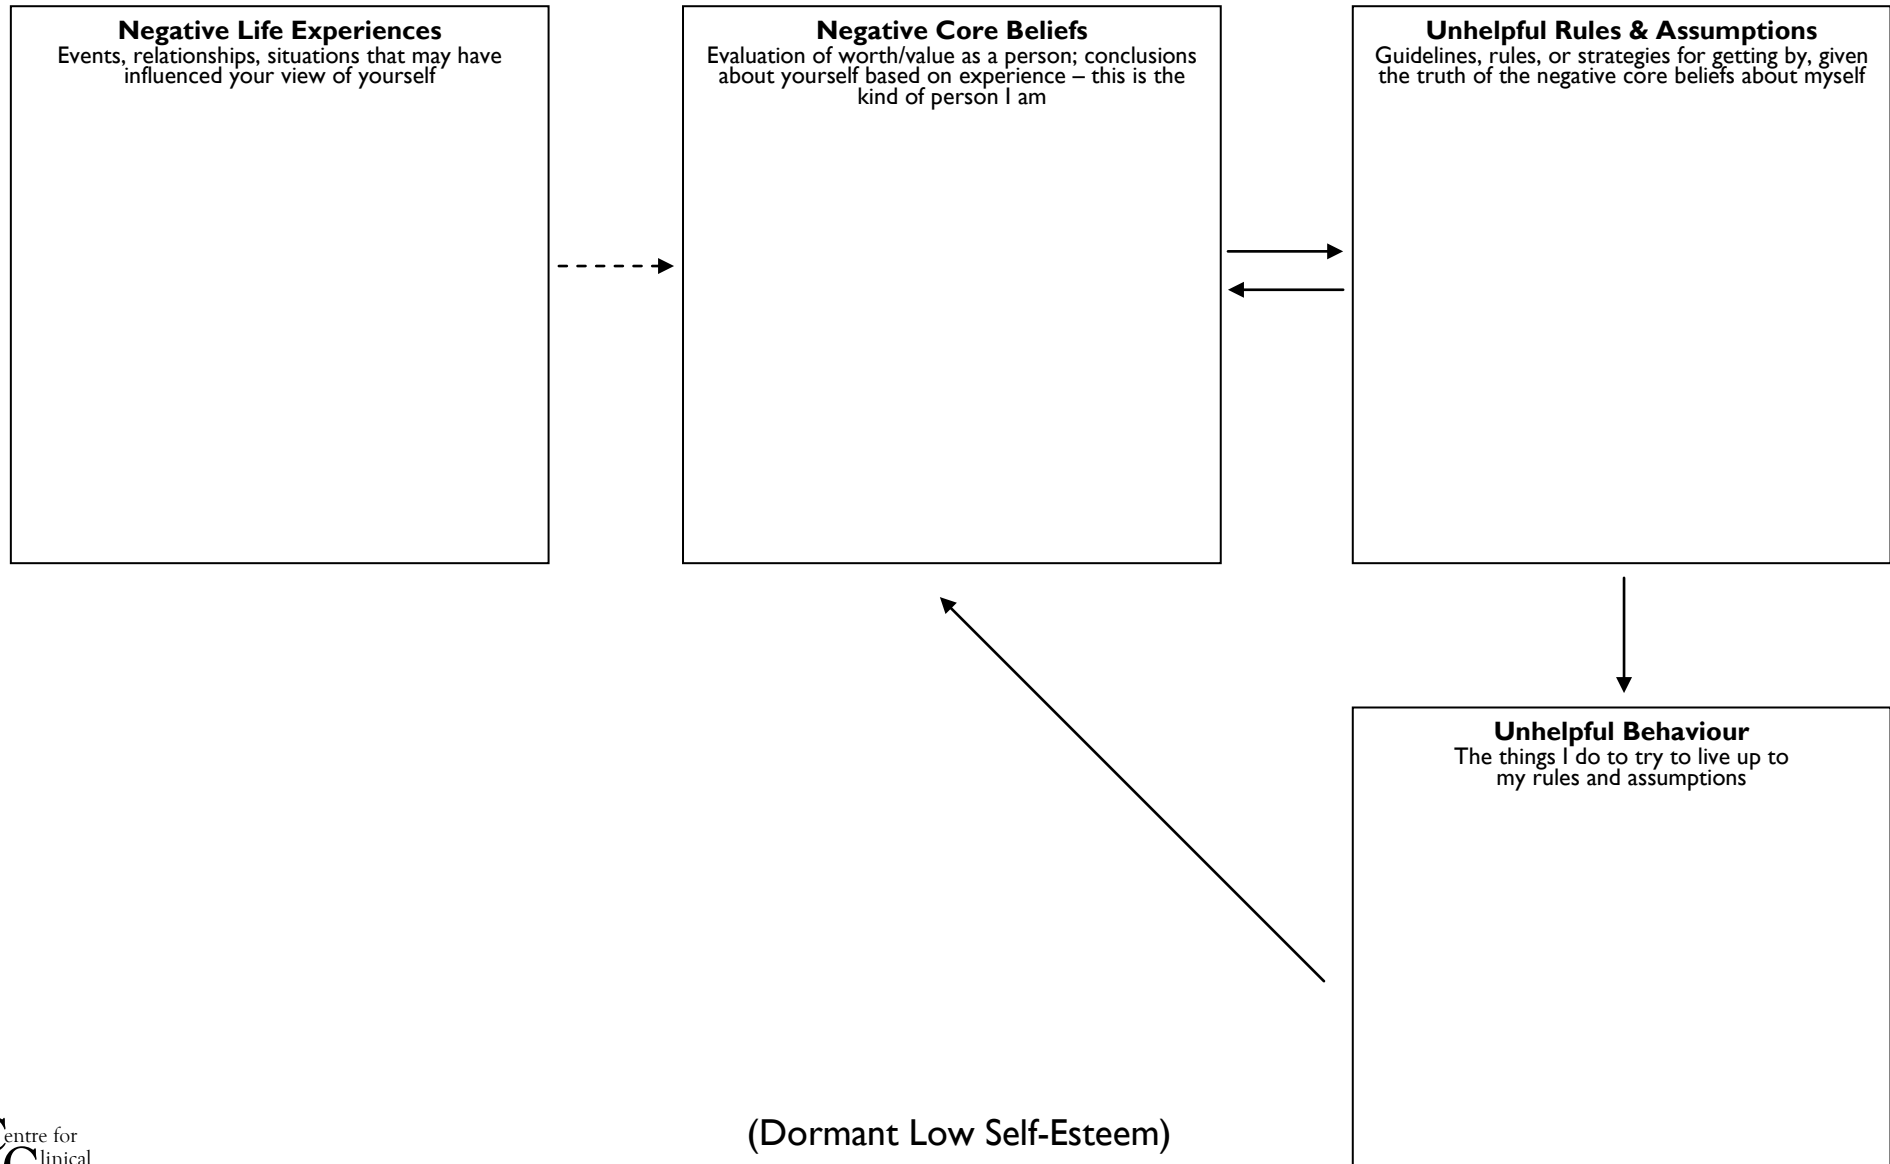 Negative Life Experiences
Events, relationships, situations that may have
influenced your view of yourself
Negative Core Beliefs
Evaluation of worth/value as a person; conclusions
about yourself based on experience – this is the
kind of person I am
Unhelpful Rules & Assumptions
Guidelines, rules, or strategies for getting by, given
the truth of the negative core beliefs about myself
Unhelpful Behaviour
The things I do to try to live up to
my rules and assumptions
(Dormant Low Self-Esteem)
Centre for
Clinical